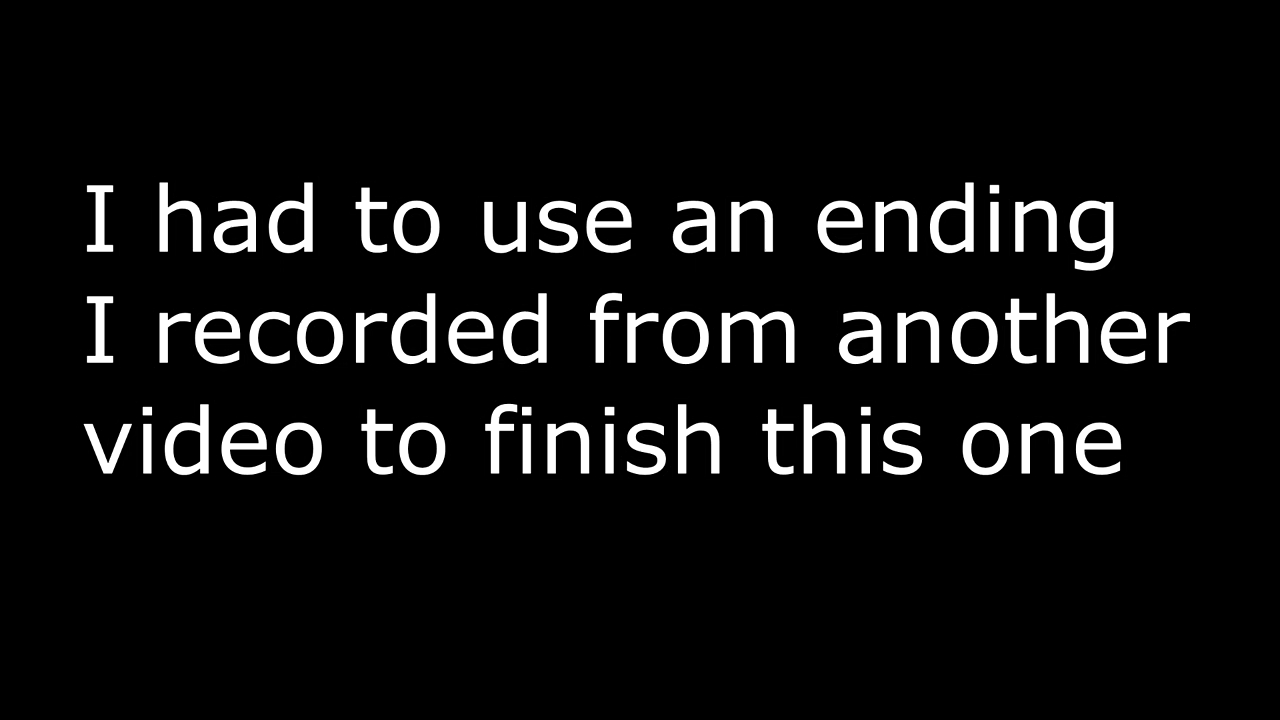 I had to use an ending
I recorded from another
video to finish this one